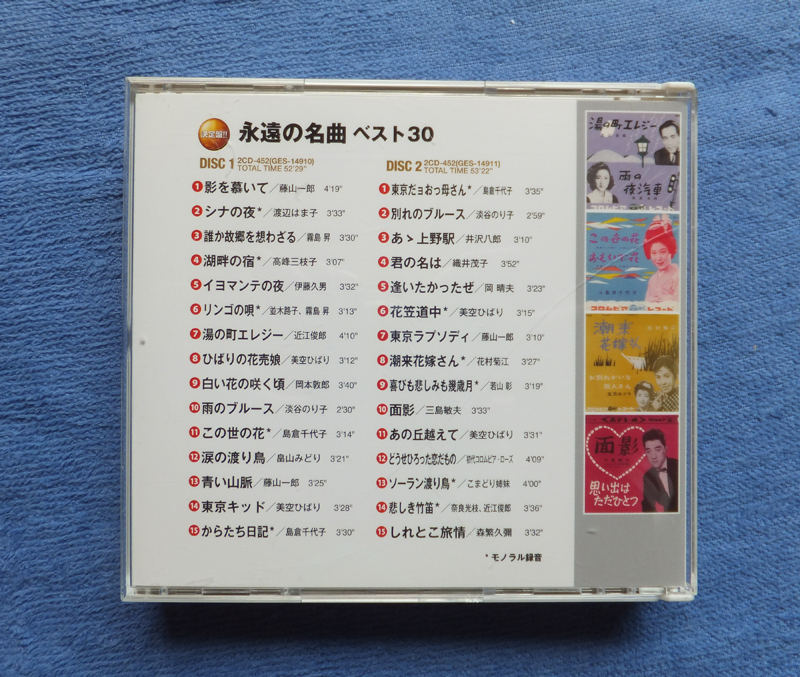 決定盤!!
永遠の名曲 ベスト30
DISC 1 2CD-452(GES-14910)
TOTAL TIME 52'29"
1 影を慕いて／藤山一郎 4'19"
2 シナの夜*／渡辺はま子 3'33"
3 誰か故郷を想わざる／霧島 昇 3'30"
4 湖畔の宿*／高峰三枝子 3'07"
5 イヨマンテの夜／伊藤久男 3'32"
6 リンゴの唄*／並木路子、霧島 昇 3'10"
7 湯の町エレジー／近江俊郎 4'10"
8 ひばりの花売娘／美空ひばり 3'12"
9 白い花の咲く頃／岡本敦郎 3'40"
10 雨のブルース／淡谷のり子 2'30"
11 この世の花*／島倉千代子 3'14"
12 涙の渡り鳥／畠山みどり 3'21"
13 青い山脈／藤山一郎 3'25"
14 東京キッド／美空ひばり 3'28"
15 からたち日記*／島倉千代子 3'30"
DISC 2 2CD-452(GES-14911)
TOTAL TIME 53'22"
1 東京だョおっ母さん*／島倉千代子 3'35"
2 別れのブルース／淡谷のり子 2'59"
3 あゝ上野駅／井沢八郎 3'10"
4 君の名は／織井茂子 3'52"
5 逢いたかったぜ／岡 晴夫 3'23"
6 花笠道中*／美空ひばり 3'15"
7 東京ラプソディ／藤山一郎 3'10"
8 潮来花嫁さん*／花村菊江 3'27"
9 喜びも悲しみも幾歳月*／若山 彰 3'19"
10 面影／三島敏夫 3'33"
11 あの丘越えて／美空ひばり 3'31"
12 どうせひろった恋だもの／初代コロムビア・ローズ 4'09"
13 ソーラン渡り鳥*／こまどり姉妹 4'00"
14 悲しき竹笛*／奈良光枝、近江俊郎 3'36"
15 しれとこ旅情／森繁久彌 3'32"
*モノラル録音
湯の町エレジー
雨の
夜汽車
この世の花
コロムビア レコード
潮来
花嫁さん
面影
思い出は
ただひとつ